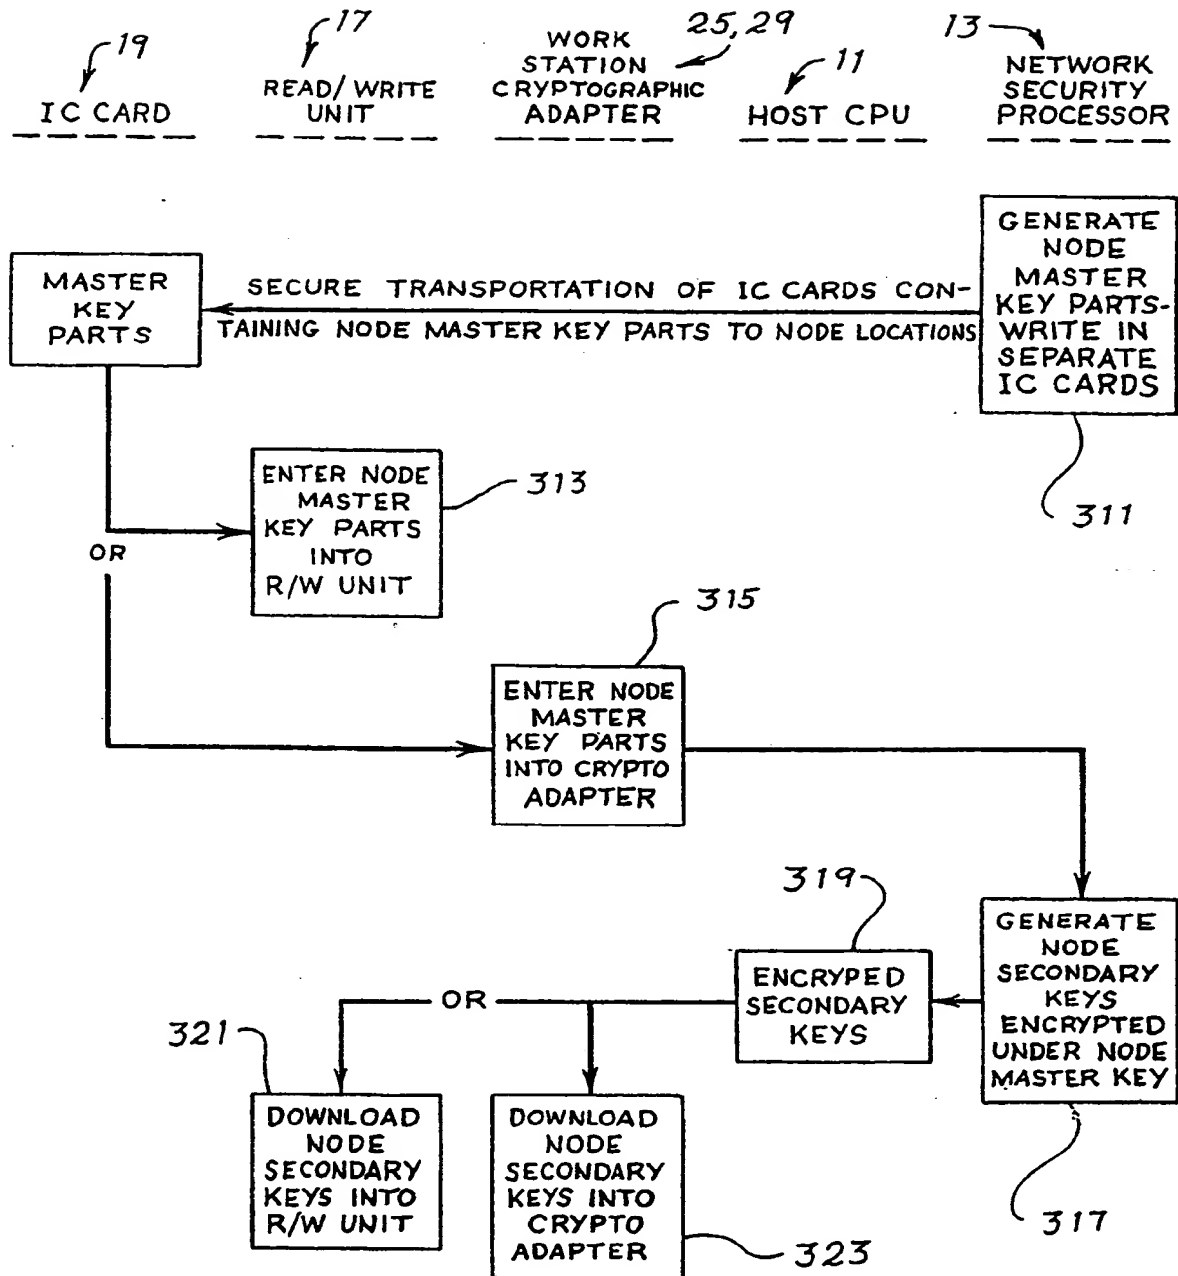 19
IC CARD
17
READ/WRITE
UNIT
25,29
WORK
STATION
CRYPTOGRAPHIC
ADAPTER
11
HOST CPU
13
NETWORK
SECURITY
PROCESSOR
GENERATE
NODE
MASTER
KEY PARTS-
WRITE IN
SEPARATE
IC CARDS
311
SECURE TRANSPORTATION OF IC CARDS CON-
TAINING NODE MASTER KEY PARTS TO NODE LOCATIONS
MASTER
KEY
PARTS
OR
ENTER NODE
MASTER
KEY PARTS
INTO
R/W UNIT
313
315
ENTER NODE
MASTER
KEY PARTS
INTO CRYPTO
ADAPTER
GENERATE
NODE
SECONDARY
KEYS
ENCRYPTED
UNDER NODE
MASTER KEY
317
319
ENCRYPED
SECONDARY
KEYS
OR
321
DOWNLOAD
NODE
SECONDARY
KEYS INTO
R/W UNIT
DOWNLOAD
NODE
SECONDARY
KEYS INTO
CRYPTO
ADAPTER
323